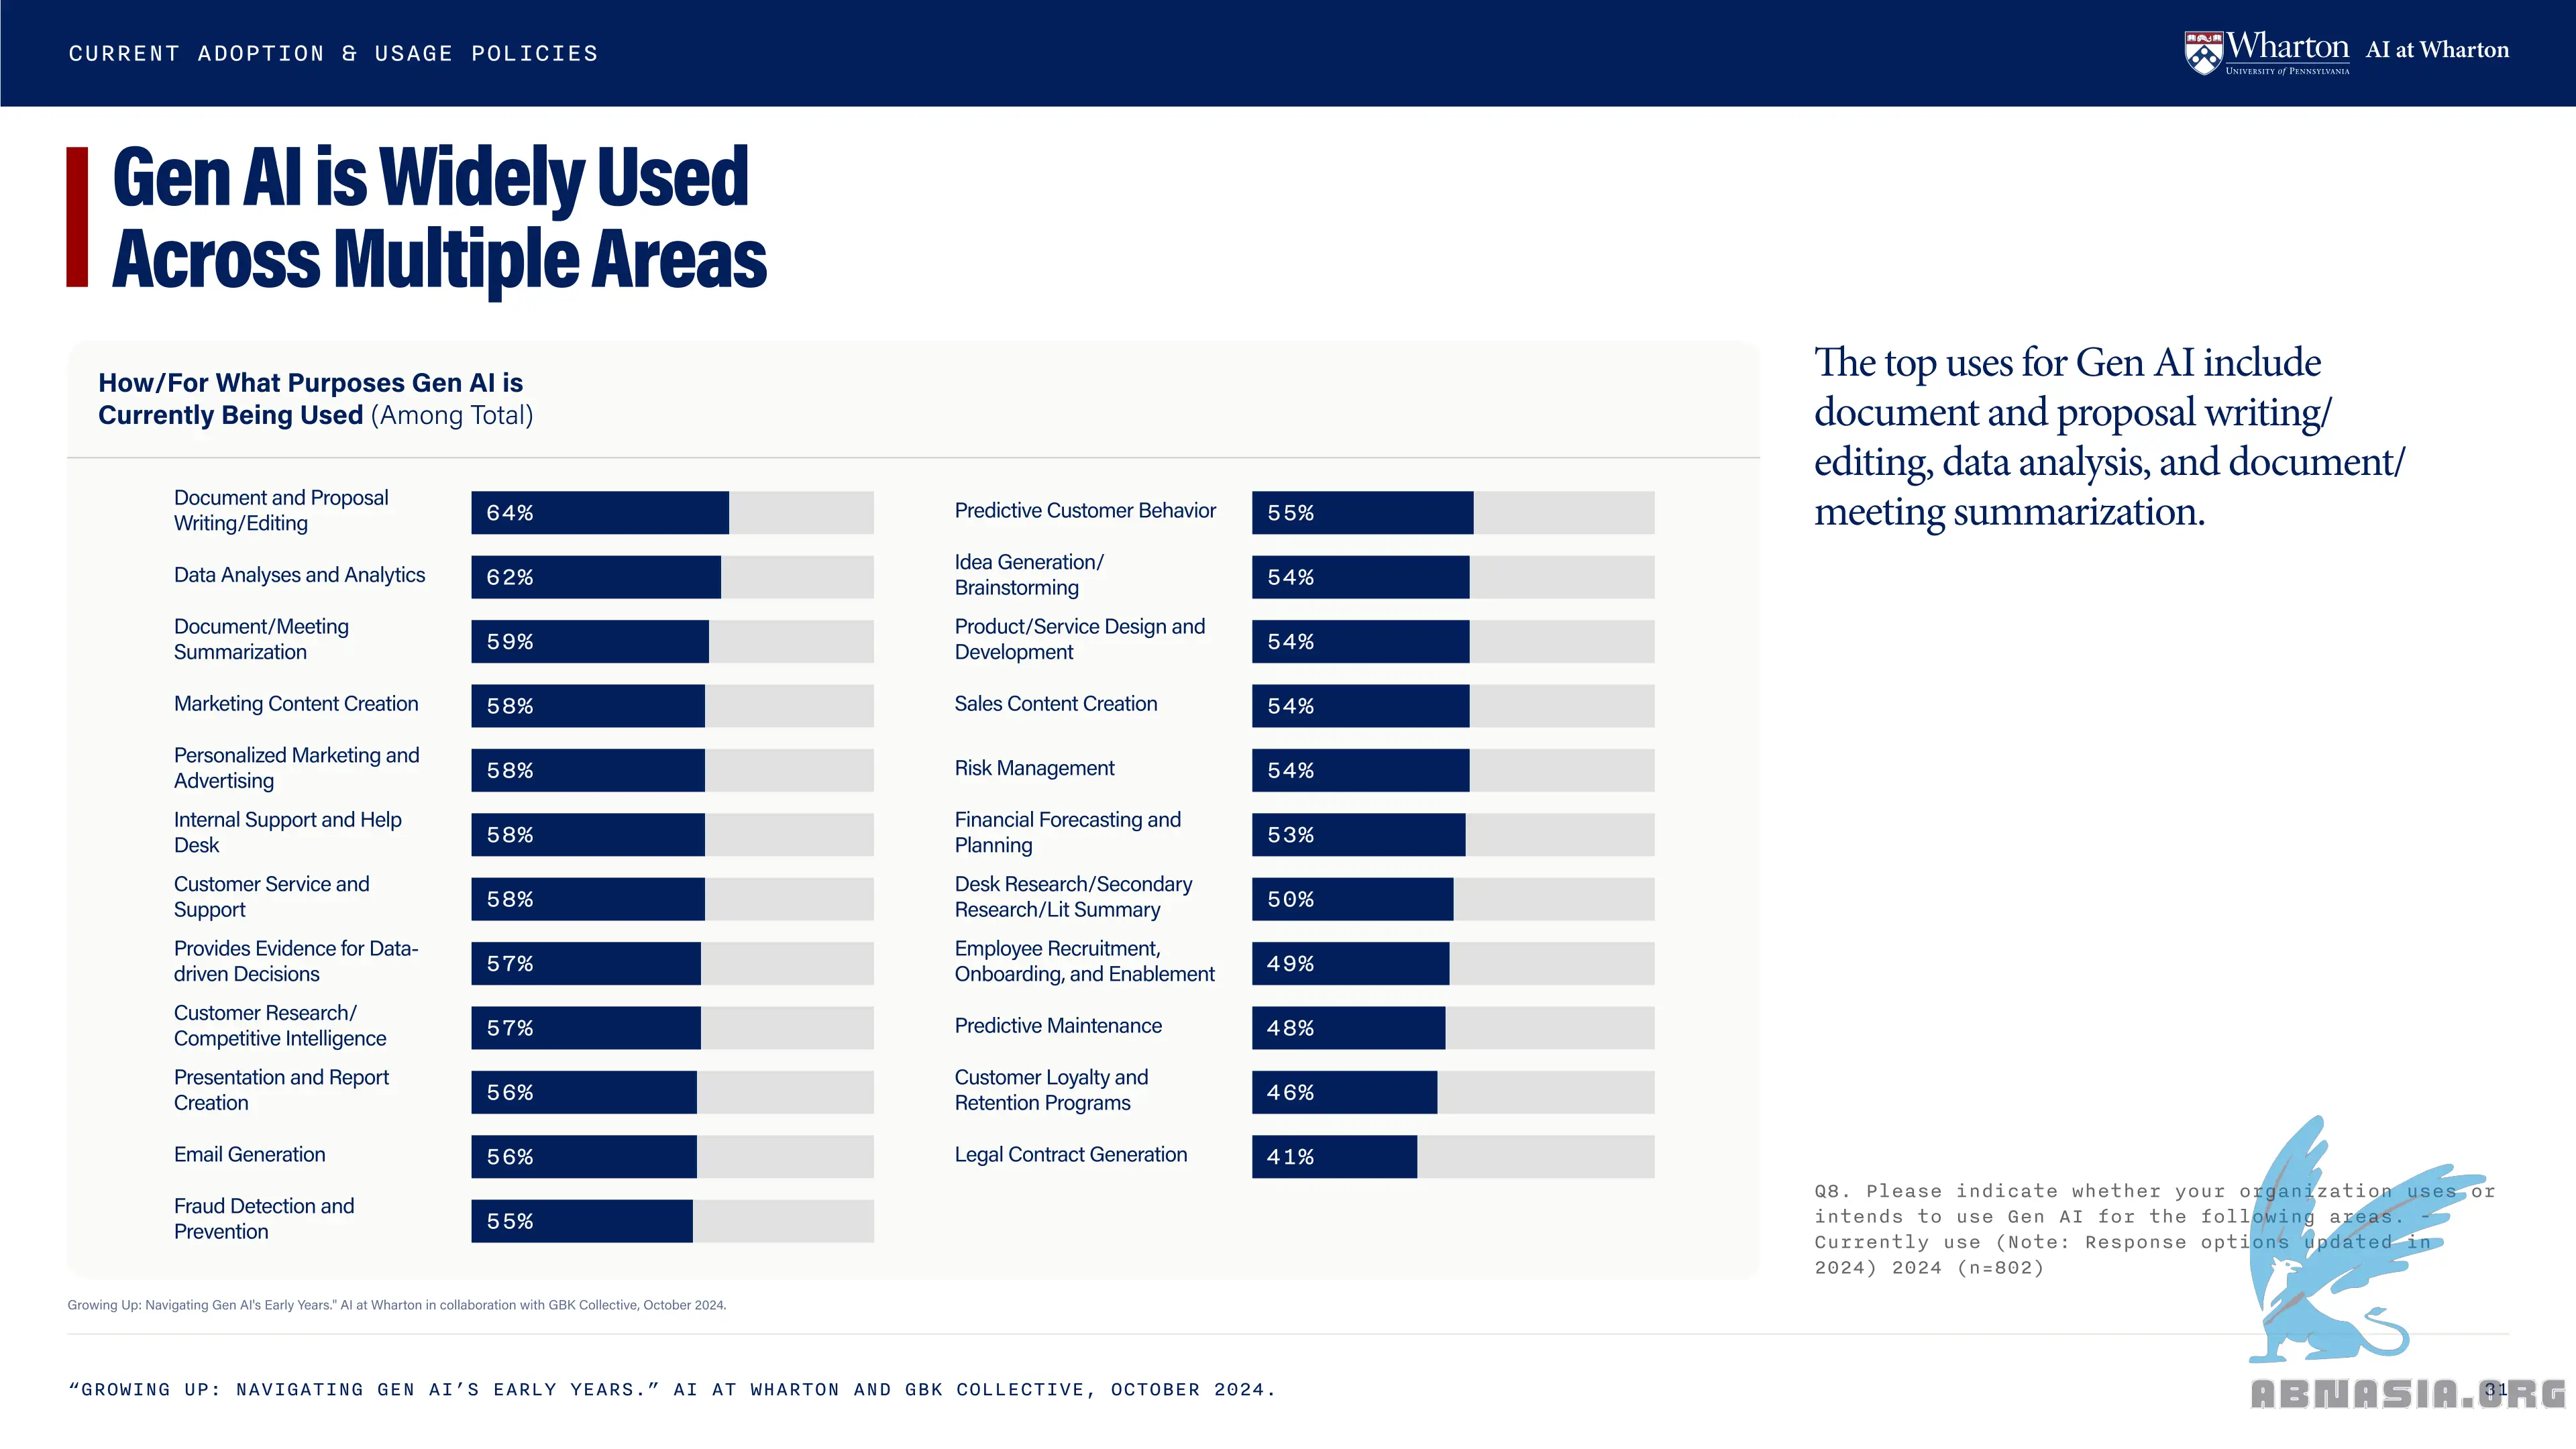 CURRENT ADOPTION & USAGE POLICIES
Wharton
UNIVERSITY of PENNSYLVANIA
AI at Wharton
Gen AI is Widely Used
Across Multiple Areas
How/For What Purposes Gen AI is
Currently Being Used (Among Total)
Document and Proposal
Writing/Editing
64%
Data Analyses and Analytics
62%
Document/Meeting
Summarization
59%
Marketing Content Creation
58%
Personalized Marketing and
Advertising
58%
Internal Support and Help
Desk
58%
Customer Service and
Support
58%
Provides Evidence for Data-
driven Decisions
57%
Customer Research/
Competitive Intelligence
57%
Presentation and Report
Creation
56%
Email Generation
56%
Fraud Detection and
Prevention
55%
Predictive Customer Behavior
55%
Idea Generation/
Brainstorming
54%
Product/Service Design and
Development
54%
Sales Content Creation
54%
Risk Management
54%
Financial Forecasting and
Planning
53%
Desk Research/Secondary
Research/Lit Summary
50%
Employee Recruitment,
Onboarding, and Enablement
49%
Predictive Maintenance
48%
Customer Loyalty and
Retention Programs
46%
Legal Contract Generation
41%
The top uses for Gen AI include
document and proposal writing/
editing, data analysis, and document/
meeting summarization.
Q8. Please indicate whether your organization uses or
intends to use Gen AI for the following areas. -
Currently use (Note: Response options updated in
2024) 2024 (n=802)
Growing Up: Navigating Gen AI's Early Years." AI at Wharton in collaboration with GBK Collective, October 2024.
“GROWING UP: NAVIGATING GEN AI’S EARLY YEARS.” AI AT WHARTON AND GBK COLLECTIVE, OCTOBER 2024.
31
ABNASIA.ORG